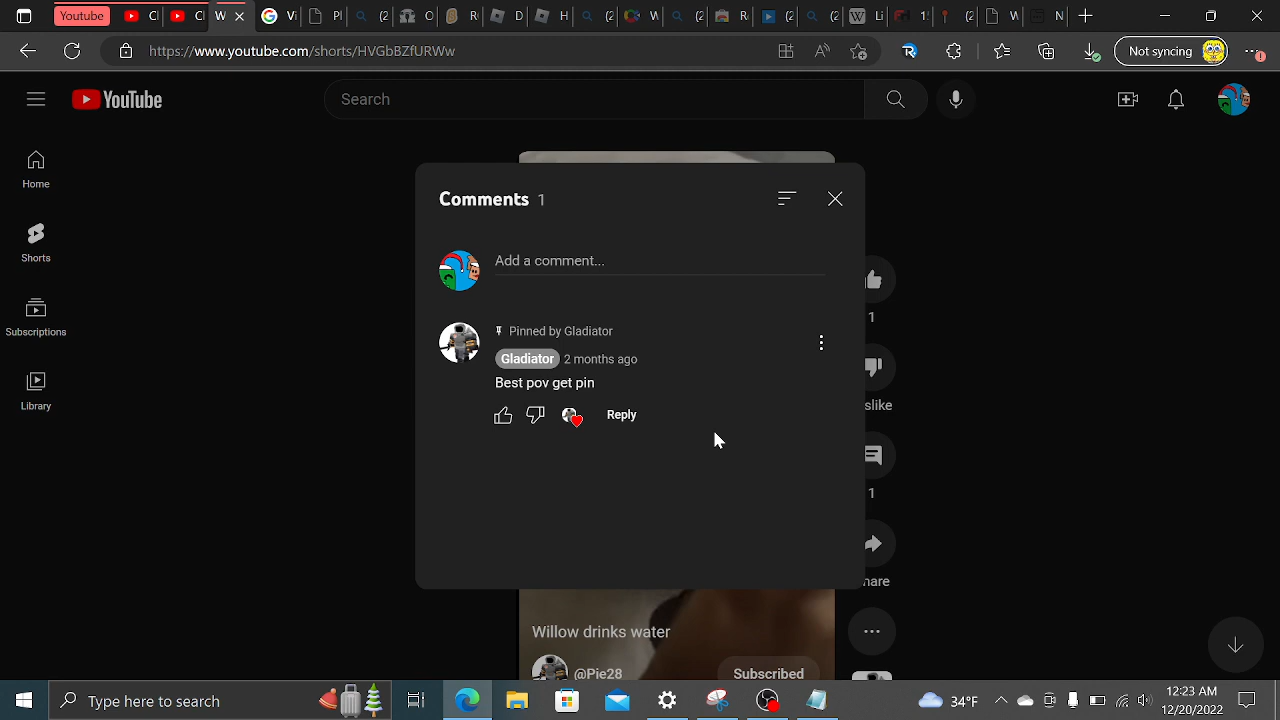 Youtube
https://www.youtube.com/shorts/HVGbBZfURWw
Not syncing
YouTube
Search
Home
Shorts
Subscriptions
Library
Comments 1
Add a comment...
Pinned by Gladiator
Gladiator 2 months ago
Best pov get pin
Reply
1
slike
1
hare
Willow drinks water
@Pie28
Subscribed
Type here to search
34°F
12:23 AM
12/20/2022